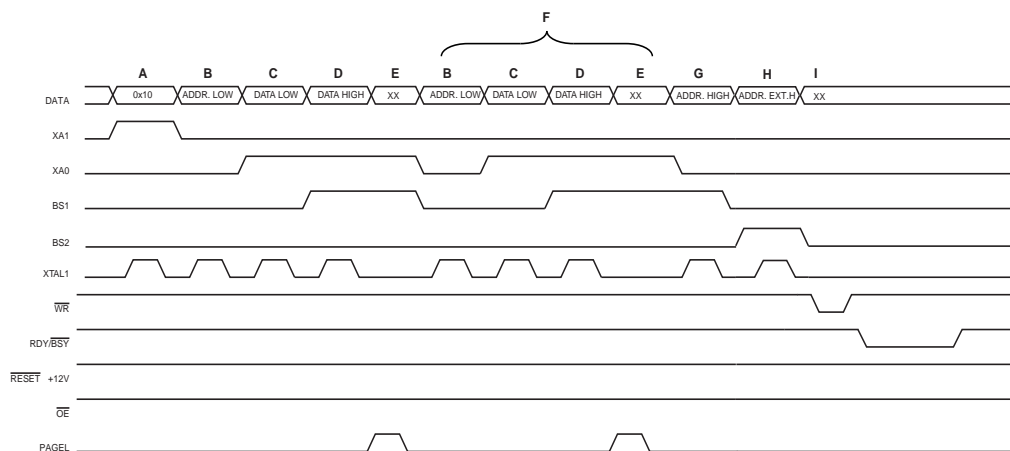 F
A B C D E B C D E G H I
DATA 0x10 ADDR. LOW DATA LOW DATA HIGH XX ADDR. LOW DATA LOW DATA HIGH XX ADDR. HIGH ADDR. EXT.H XX
XA1
XA0
BS1
BS2
XTAL1
WR
RDY/BSY
RESET +12V
OE
PAGEL